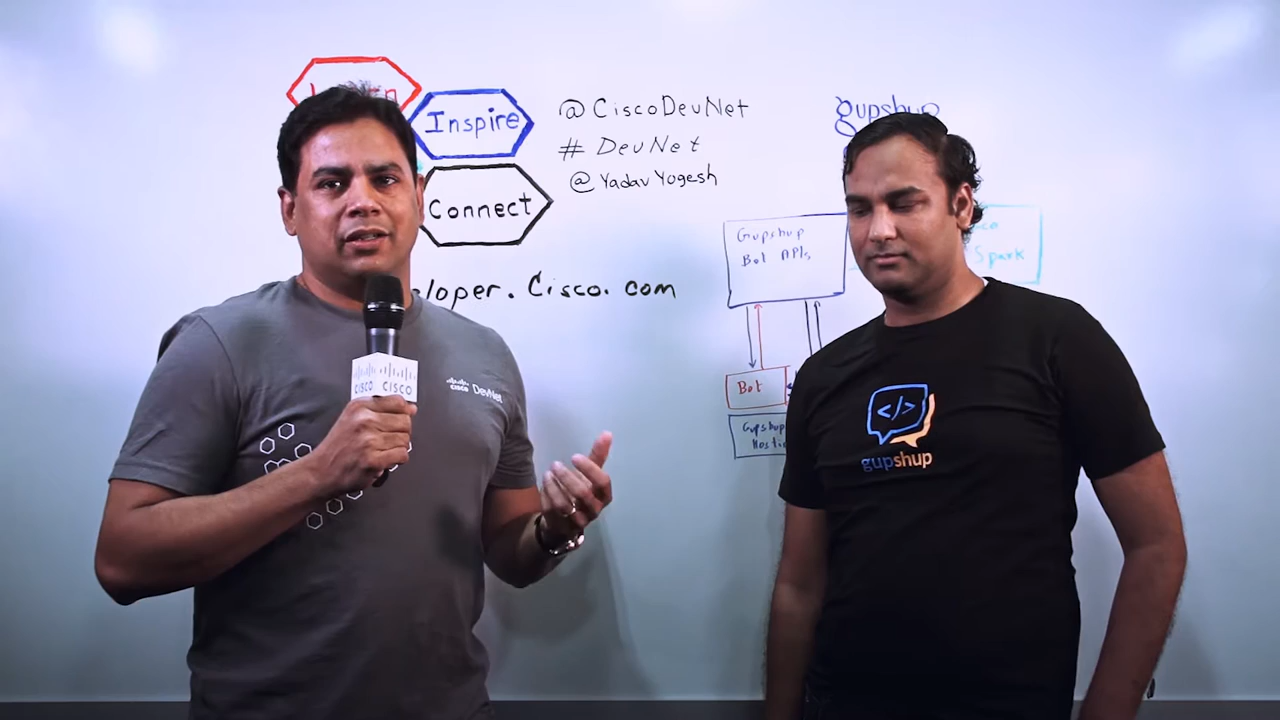 Inspire
Connect
@CiscoDevNet
# DevNet
@YadavYogesh
eloper.Cisco.com
gupshup
Gupshup
Bot APIs
Spark
Bot
Gupshup
CISCO
CISCO
CISCO DevNet
</>
gupshup